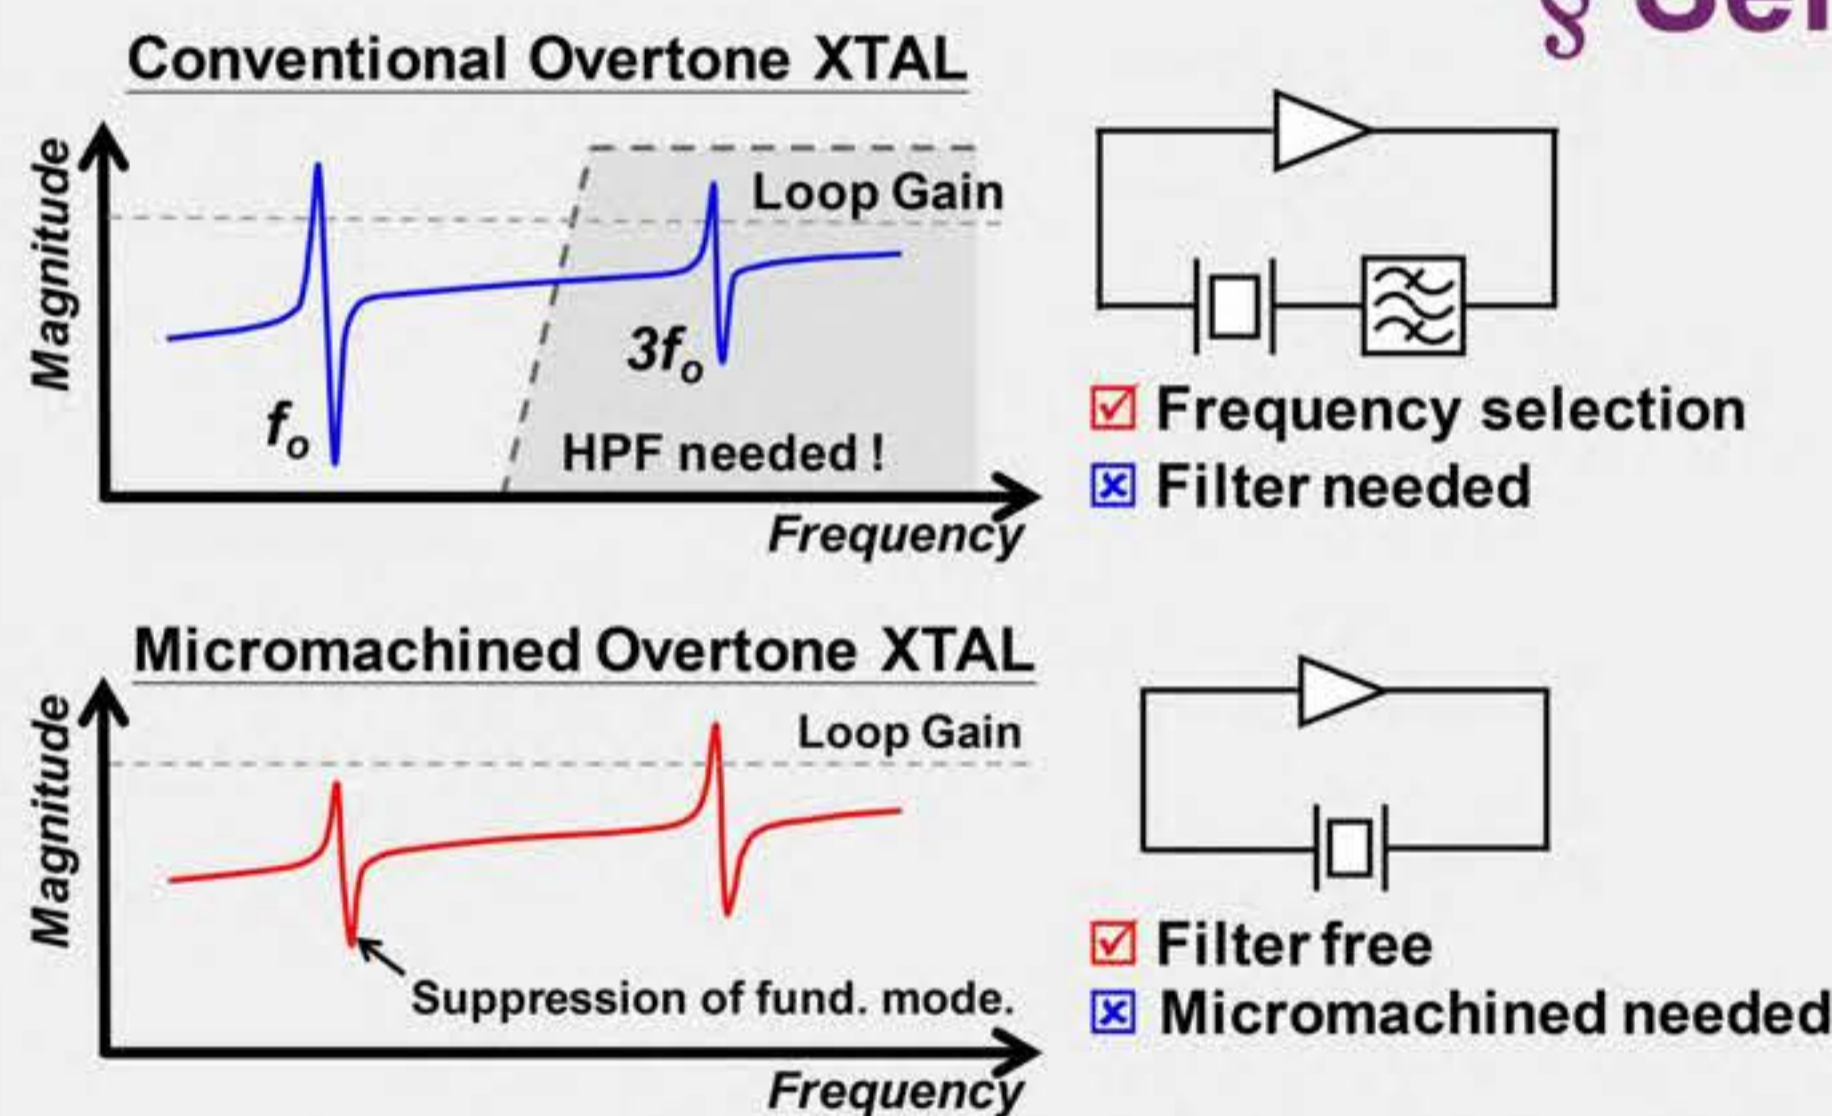 § Sel
Conventional Overtone XTAL
Magnitude
Loop Gain
3fo
fo
HPF needed !
Frequency
☑ Frequency selection
☒ Filter needed
Micromachined Overtone XTAL
Magnitude
Loop Gain
Suppression of fund. mode.
Frequency
☑ Filter free
☒ Micromachined needed